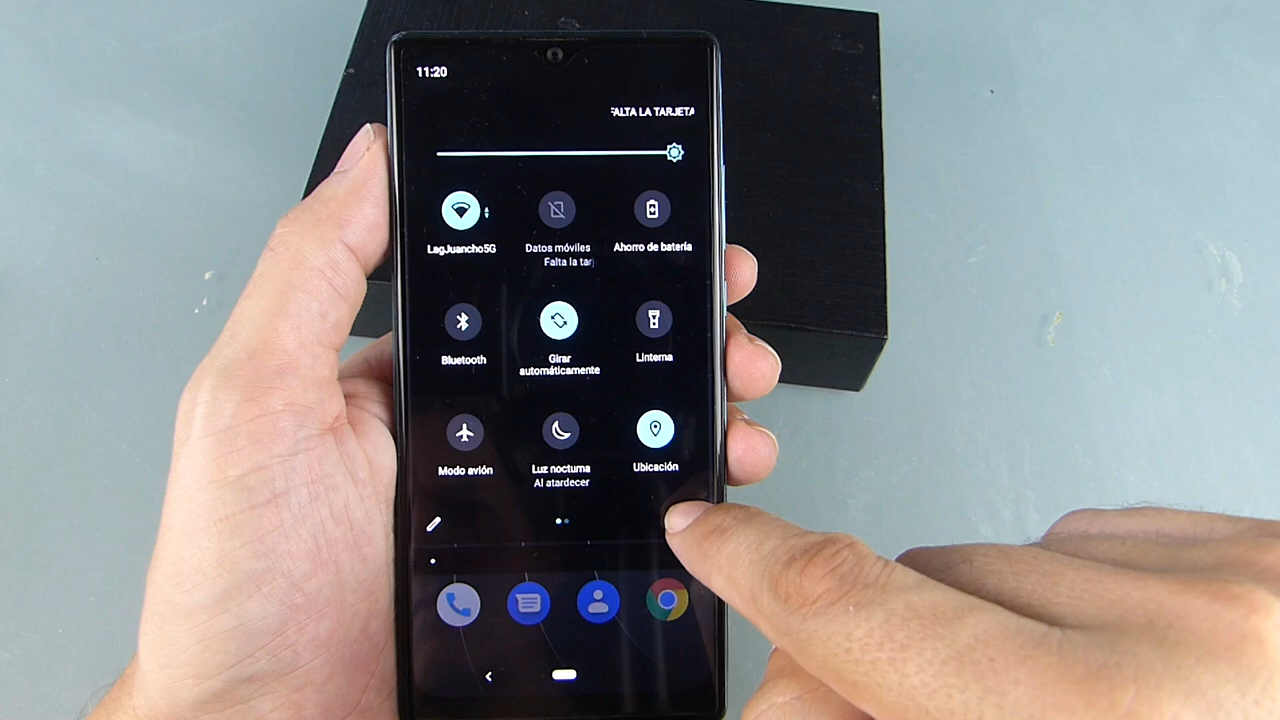 11:20
FALTA LA TARJETA
LagJuancho5G
Datos móviles
Falta la tarj
Ahorro de batería
Bluetooth
Girar
automáticamente
Linterna
Modo avión
Luz nocturna
Al atardecer
Ubicación